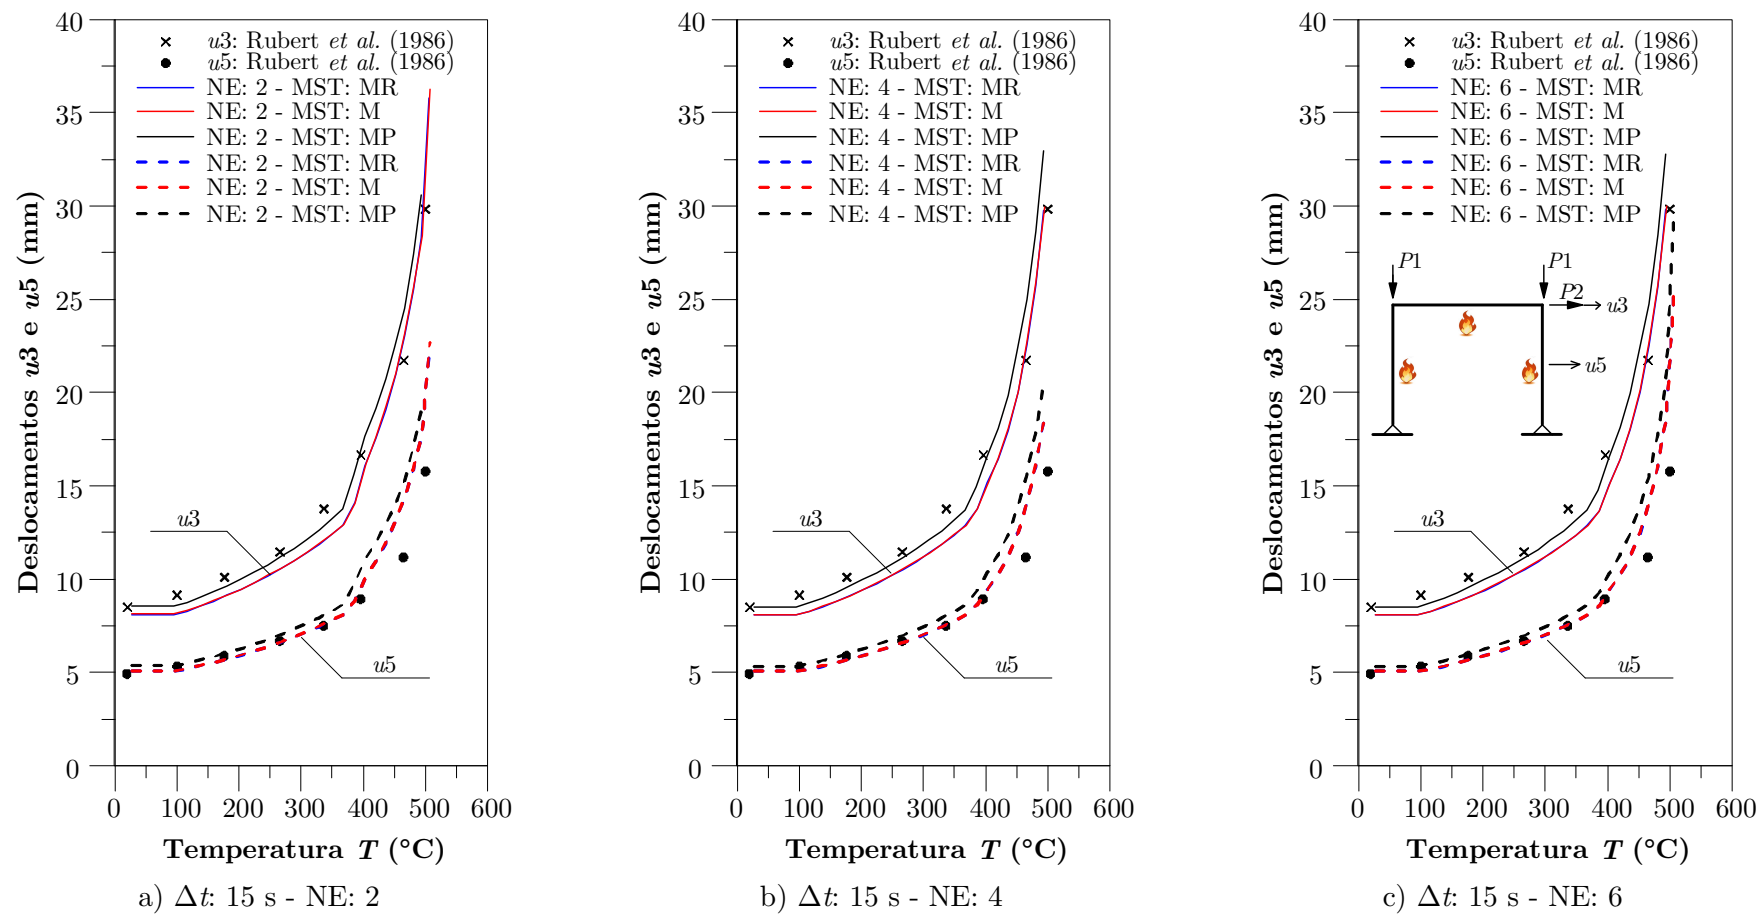 40
35
30
25
20
15
10
5
0
Deslocamentos u3 e u5 (mm)
u3: Rubert et al. (1986)
u5: Rubert et al. (1986)
NE: 2 - MST: MR
NE: 2 - MST: M
NE: 2 - MST: MP
NE: 2 - MST: MR
NE: 2 - MST: M
NE: 2 - MST: MP
u3
u5
0 100 200 300 400 500 600
Temperatura T (°C)
a) Δt: 15 s - NE: 2
40
35
30
25
20
15
10
5
0
Deslocamentos u3 e u5 (mm)
u3: Rubert et al. (1986)
u5: Rubert et al. (1986)
NE: 4 - MST: MR
NE: 4 - MST: M
NE: 4 - MST: MP
NE: 4 - MST: MR
NE: 4 - MST: M
NE: 4 - MST: MP
u3
u5
0 100 200 300 400 500 600
Temperatura T (°C)
b) Δt: 15 s - NE: 4
40
35
30
25
20
15
10
5
0
Deslocamentos u3 e u5 (mm)
u3: Rubert et al. (1986)
u5: Rubert et al. (1986)
NE: 6 - MST: MR
NE: 6 - MST: M
NE: 6 - MST: MP
NE: 6 - MST: MR
NE: 6 - MST: M
NE: 6 - MST: MP
P1 P1
P2 u3
u5
u3
u5
0 100 200 300 400 500 600
Temperatura T (°C)
c) Δt: 15 s - NE: 6